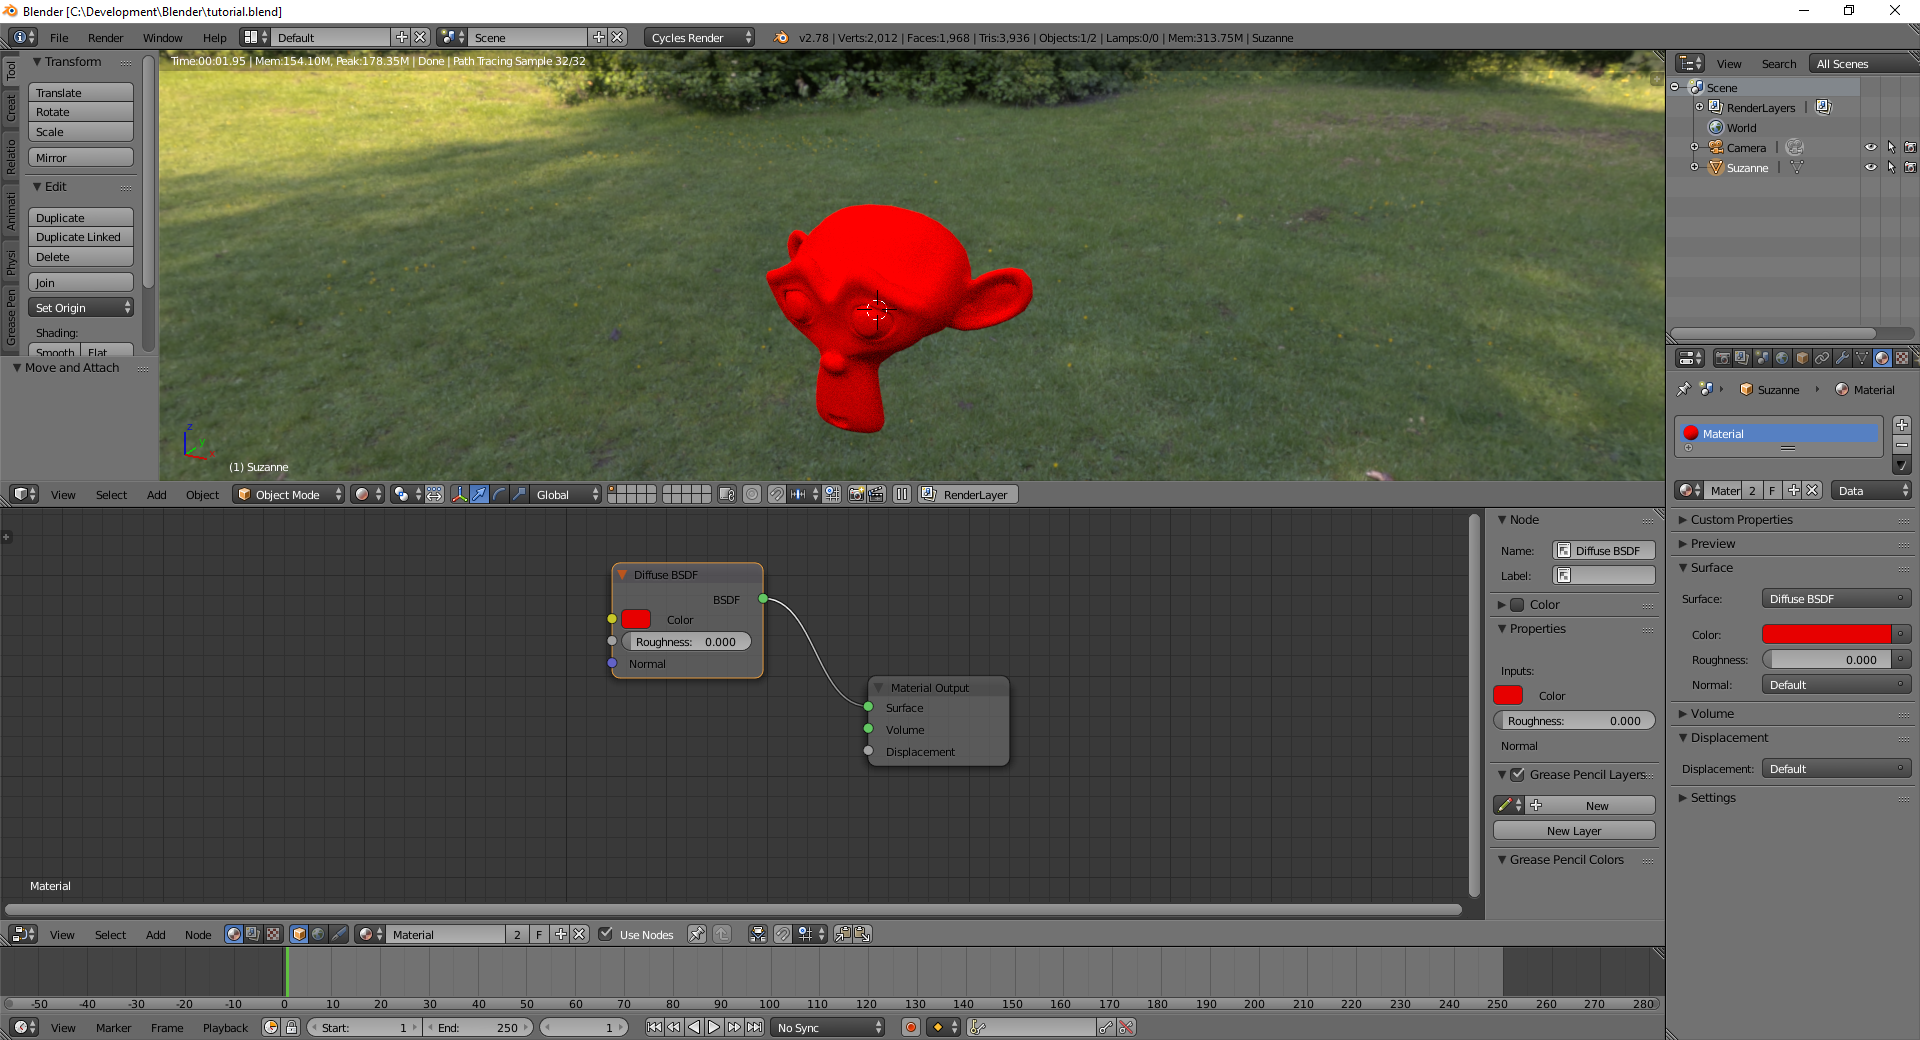 Blender [C:\Development\Blender\tutorial.blend]
File Render Window Help Default Scene Cycles Render v2.78 | Verts:2,012 | Faces:1,968 | Tris:3,936 | Objects:1/2 | Lamps:0/0 | Mem:313.75M | Suzanne
Tool
Creat
Relatio
Animati
Physi
Grease Pen
Transform
Translate
Rotate
Scale
Mirror
Edit
Duplicate
Duplicate Linked
Delete
Join
Set Origin
Shading:
Smooth Flat
Move and Attach
Time:00:01.95 | Mem:154.10M, Peak:178.35M | Done | Path Tracing Sample 32/32
z
y
x
(1) Suzanne
View Select Add Object Object Mode Global RenderLayer
View Search All Scenes
Scene
RenderLayers |
World
Camera |
Suzanne |
Suzanne Material
Material
Mater 2 F Data
Custom Properties
Preview
Surface
Surface: Diffuse BSDF
Color:
Roughness: 0.000
Normal: Default
Volume
Displacement
Displacement: Default
Settings
Diffuse BSDF
BSDF
Color
Roughness: 0.000
Normal
Material Output
Surface
Volume
Displacement
Material
Node
Name: Diffuse BSDF
Label:
Color
Properties
Inputs:
Color
Roughness: 0.000
Normal
Grease Pencil Layers
New
New Layer
Grease Pencil Colors
View Select Add Node Material 2 F Use Nodes
-50 -40 -30 -20 -10 0 10 20 30 40 50 60 70 80 90 100 110 120 130 140 150 160 170 180 190 200 210 220 230 240 250 260 270 280
View Marker Frame Playback Start: 1 End: 250 1 No Sync